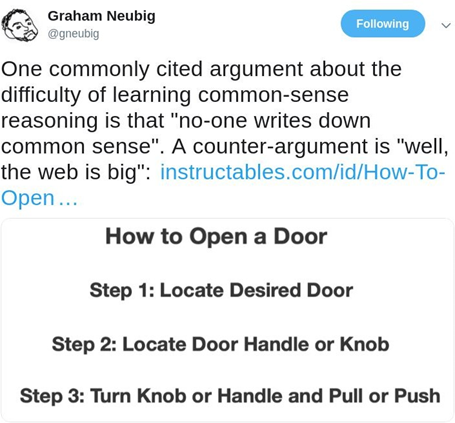 Graham Neubig
@gneubig
Following
One commonly cited argument about the
difficulty of learning common-sense
reasoning is that "no-one writes down
common sense". A counter-argument is "well,
the web is big": instructables.com/id/How-To-
Open…
How to Open a Door
Step 1: Locate Desired Door
Step 2: Locate Door Handle or Knob
Step 3: Turn Knob or Handle and Pull or Push